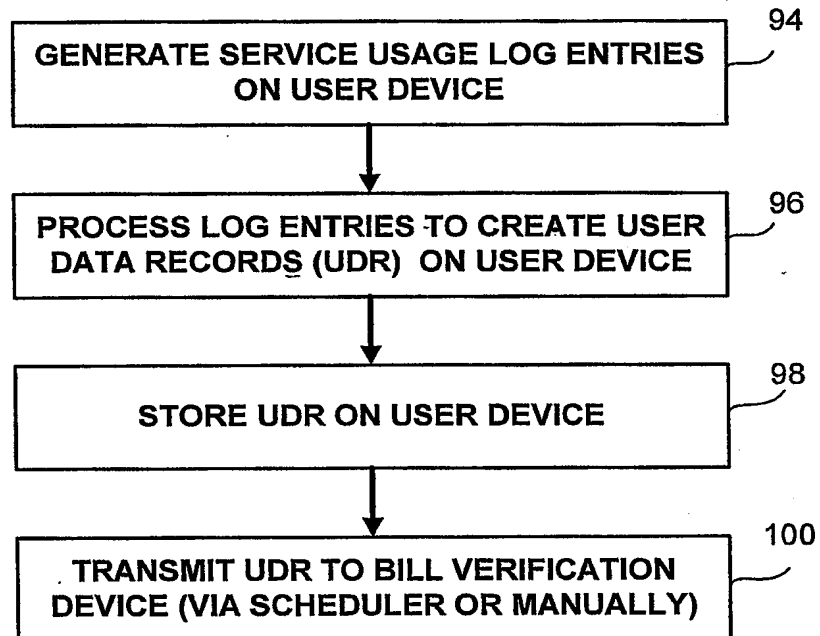 94
GENERATE SERVICE USAGE LOG ENTRIES
ON USER DEVICE
96
PROCESS LOG ENTRIES TO CREATE USER
DATA RECORDS (UDR) ON USER DEVICE
98
STORE UDR ON USER DEVICE
100
TRANSMIT UDR TO BILL VERIFICATION
DEVICE (VIA SCHEDULER OR MANUALLY)